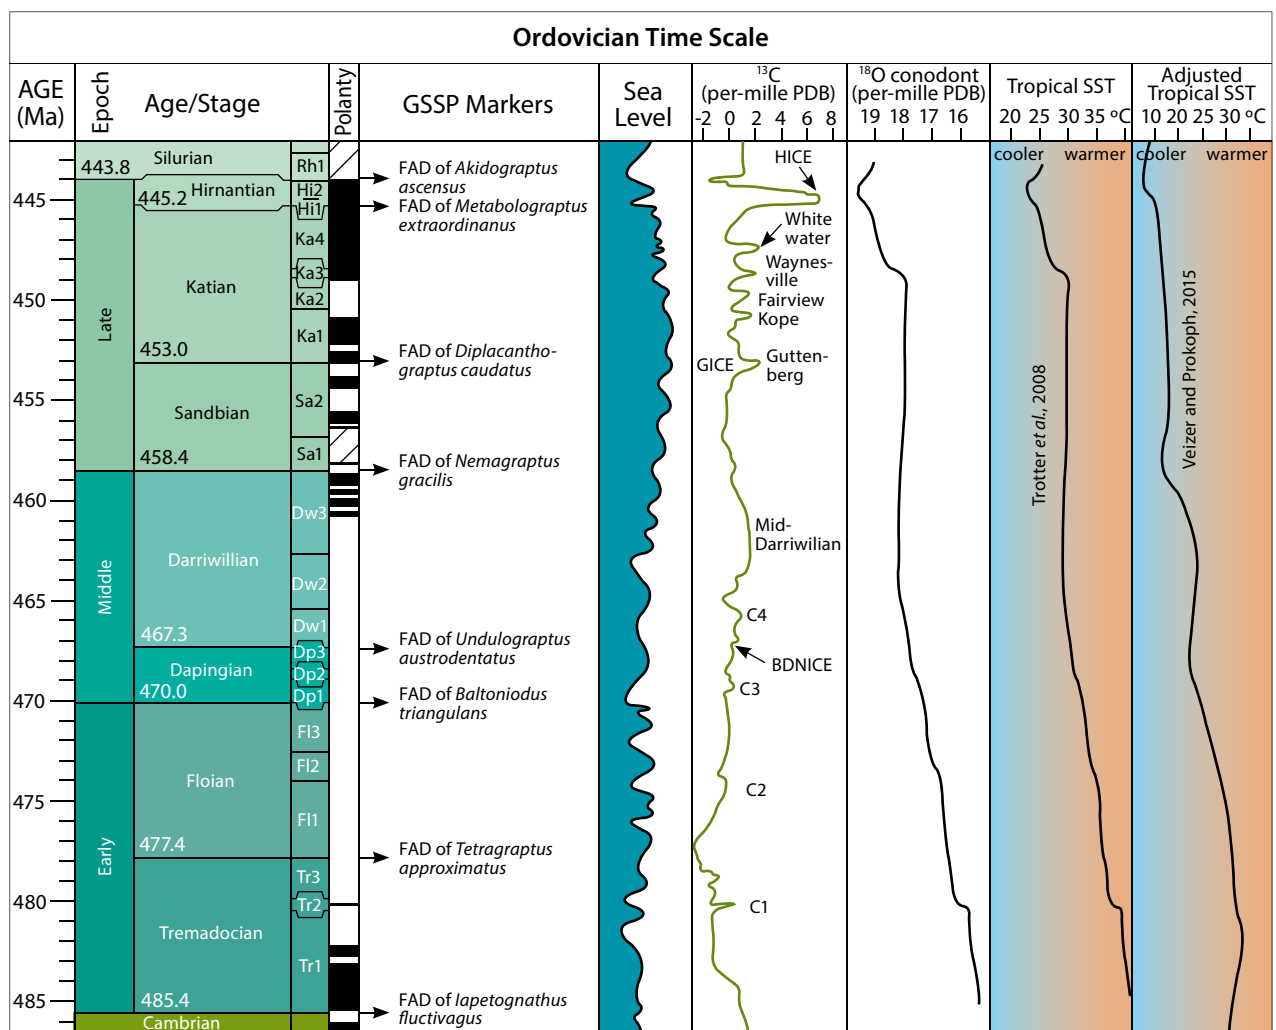 Ordovician Time Scale
AGE
(Ma)
Epoch
Age/Stage
Polarity
GSSP Markers
Sea
Level
13C
(per-mille PDB)
-2 0 2 4 6 8
18O conodont
(per-mille PDB)
19 18 17 16
Tropical SST
20 25 30 35 ºC
Adjusted
Tropical SST
10 20 25 30 ºC
cooler warmer
cooler warmer
445
450
455
460
465
470
475
480
485
Late
Middle
Early
443.8
Silurian
445.2
Hirnantian
Katian
453.0
Sandbian
458.4
Darriwillian
467.3
Dapingian
470.0
Floian
477.4
Tremadocian
485.4
Cambrian
Rh1
Hi2
Hi1
Ka4
Ka3
Ka2
Ka1
Sa2
Sa1
Dw3
Dw2
Dw1
Dp3
Dp2
Dp1
Fl3
Fl2
Fl1
Tr3
Tr2
Tr1
FAD of Akidograptus
ascensus
FAD of Metabolograptus
extraordinanus
FAD of Diplacantho-
graptus caudatus
FAD of Nemagraptus
gracilis
FAD of Undulograptus
austrodentatus
FAD of Baltoniodus
triangulans
FAD of Tetragraptus
approximatus
FAD of Iapetognathus
fluctivagus
HICE
White
water
Waynes-
ville
Fairview
Kope
GICE
Gutten-
berg
Mid-
Darriwilian
C4
BDNICE
C3
C2
C1
Trotter et al., 2008
Veizer and Prokoph, 2015